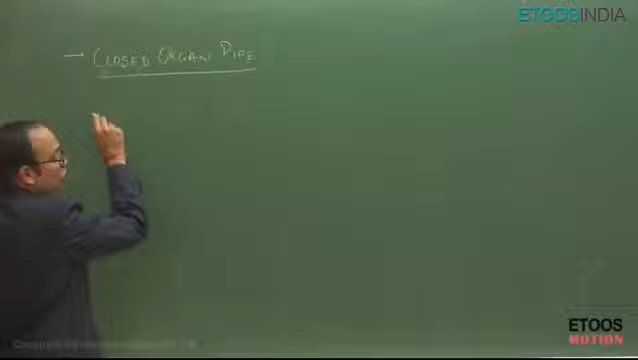 ETOOSINDIA
→ CLOSED ORGAN PIPE
ETOOS
MOTION